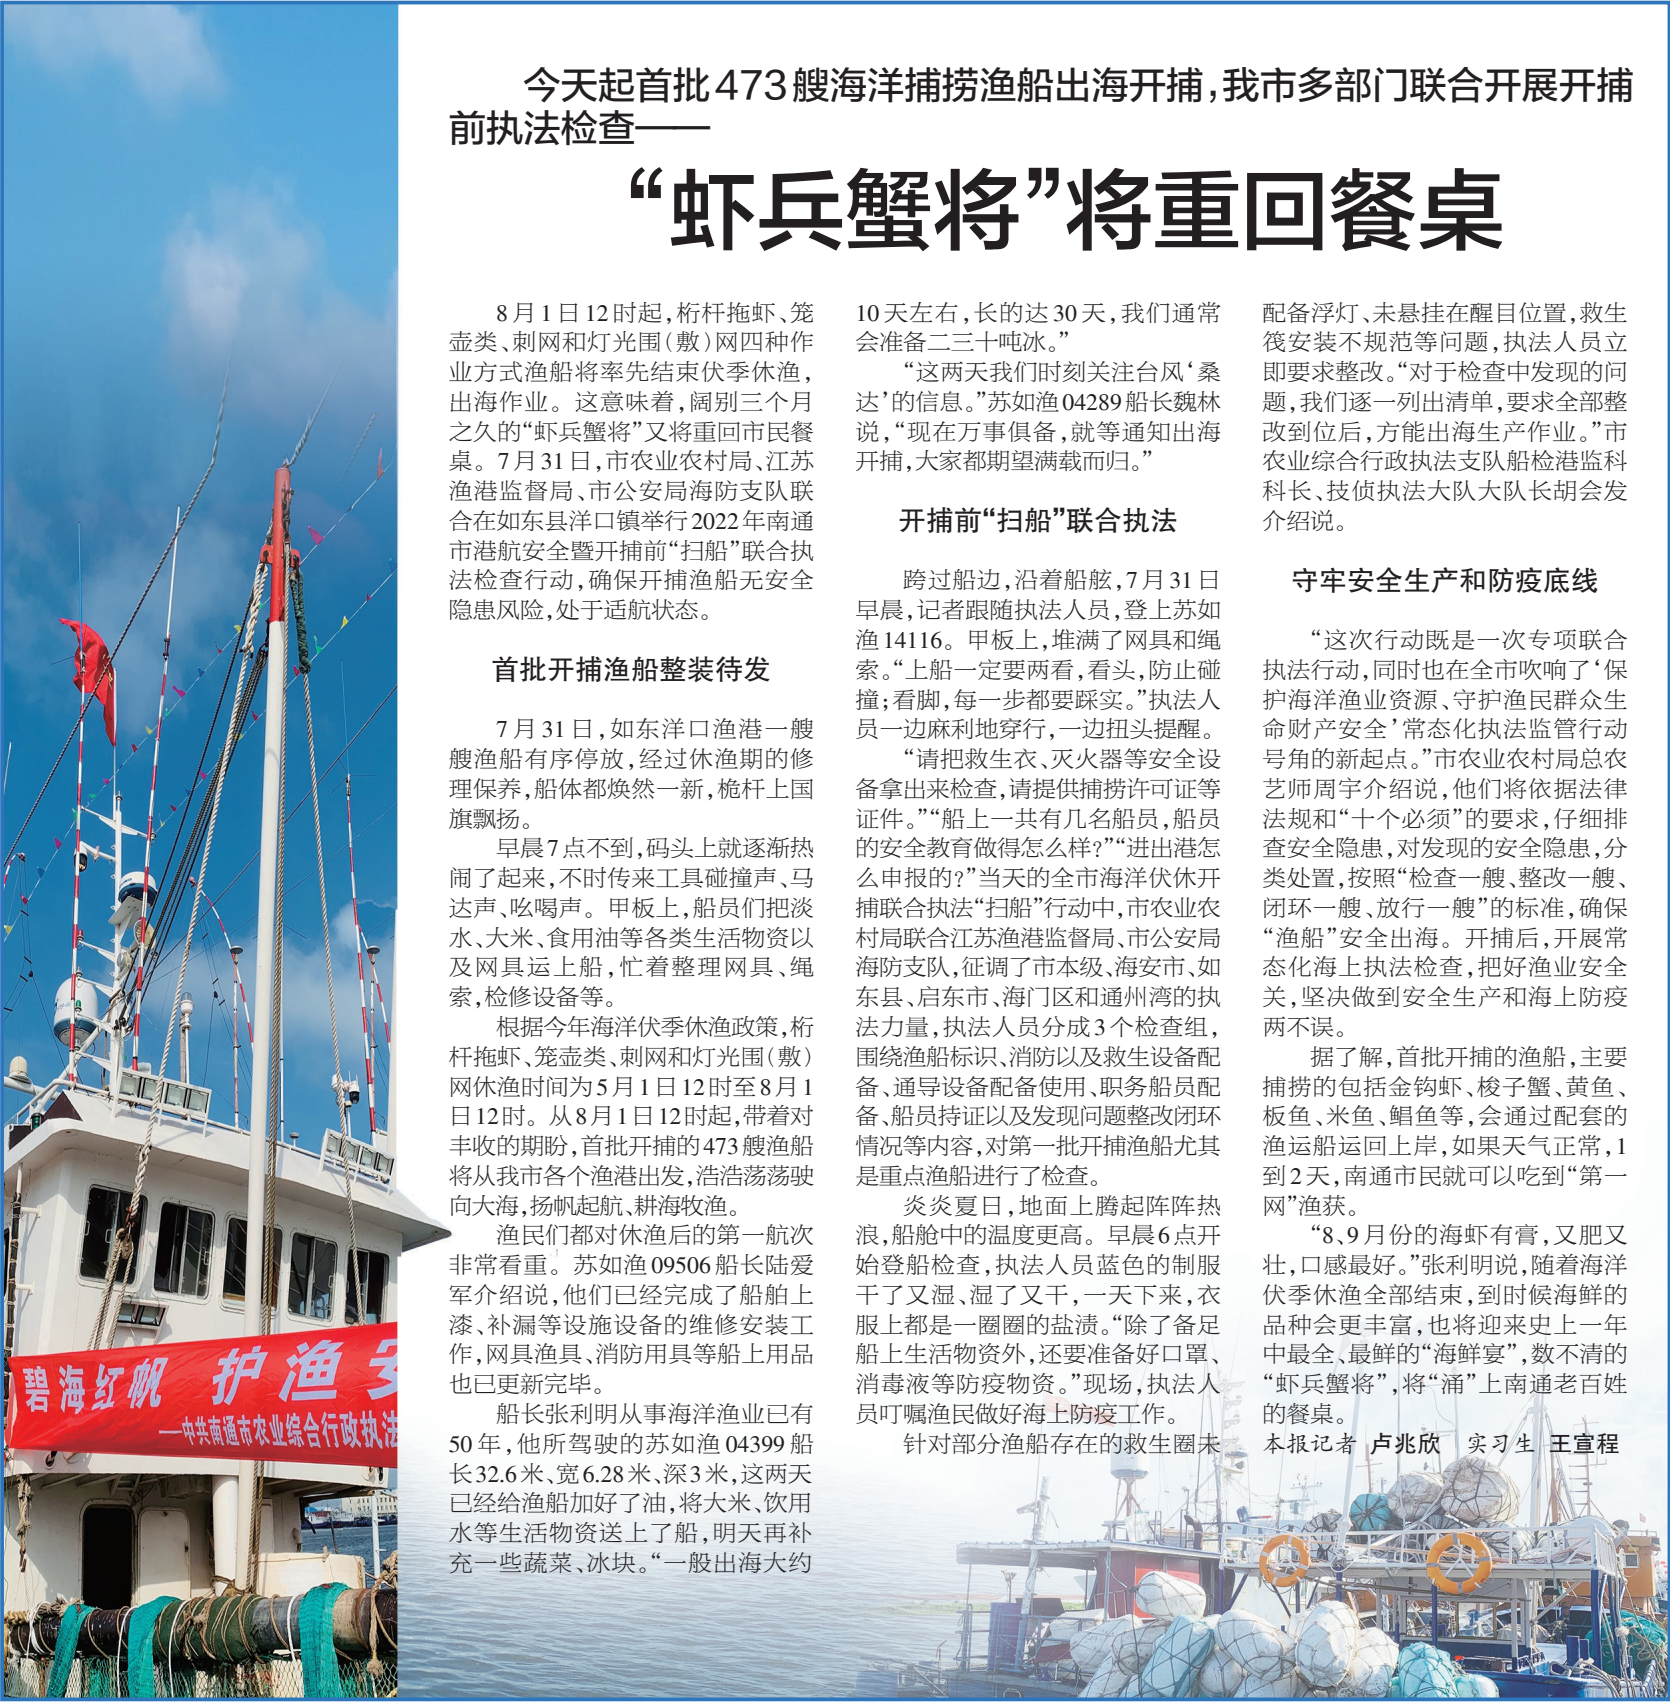 今天起首批473艘海洋捕捞渔船出海开捕,我市多部门联合开展开捕
前执法检查——
“虾兵蟹将”将重回餐桌
8月1日12时起,桁杆拖虾、笼
壶类、刺网和灯光围(敷)网四种作
业方式渔船将率先结束伏季休渔,
出海作业。这意味着,阔别三个月
之久的“虾兵蟹将”又将重回市民餐
桌。7月31日,市农业农村局、江苏
渔港监督局、市公安局海防支队联
合在如东县洋口镇举行2022年南通
市港航安全暨开捕前“扫船”联合执
法检查行动,确保开捕渔船无安全
隐患风险,处于适航状态。
首批开捕渔船整装待发
7月31日,如东洋口渔港一艘
艘渔船有序停放,经过休渔期的修
理保养,船体都焕然一新,桅杆上国
旗飘扬。
早晨7点不到,码头上就逐渐热
闹了起来,不时传来工具碰撞声、马
达声、吆喝声。甲板上,船员们把淡
水、大米、食用油等各类生活物资以
及网具运上船,忙着整理网具、绳
索,检修设备等。
根据今年海洋伏季休渔政策,桁
杆拖虾、笼壶类、刺网和灯光围(敷)
网休渔时间为5月1日12时至8月1
日12时。从8月1日12时起,带着对
丰收的期盼,首批开捕的473艘渔船
将从我市各个渔港出发,浩浩荡荡驶
向大海,扬帆起航、耕海牧渔。
渔民们都对休渔后的第一航次
非常看重。苏如渔09506船长陆爱
军介绍说,他们已经完成了船舶上
漆、补漏等设施设备的维修安装工
作,网具渔具、消防用具等船上用品
也已更新完毕。
船长张利明从事海洋渔业已有
50年,他所驾驶的苏如渔04399船
长32.6米、宽6.28米、深3米,这两天
已经给渔船加好了油,将大米、饮用
水等生活物资送上了船,明天再补
充一些蔬菜、冰块。“一般出海大约
10天左右,长的达30天,我们通常
会准备二三十吨冰。”
“这两天我们时刻关注台风‘桑
达’的信息。”苏如渔04289船长魏林
说,“现在万事俱备,就等通知出海
开捕,大家都期望满载而归。”
开捕前“扫船”联合执法
跨过船边,沿着船舷,7月31日
早晨,记者跟随执法人员,登上苏如
渔14116。甲板上,堆满了网具和绳
索。“上船一定要两看,看头,防止碰
撞;看脚,每一步都要踩实。”执法人
员一边麻利地穿行,一边扭头提醒。
“请把救生衣、灭火器等安全设
备拿出来检查,请提供捕捞许可证等
证件。”“船上一共有几名船员,船员
的安全教育做得怎么样?”“进出港怎
么申报的?”当天的全市海洋伏休开
捕联合执法“扫船”行动中,市农业农
村局联合江苏渔港监督局、市公安局
海防支队,征调了市本级、海安市、如
东县、启东市、海门区和通州湾的执
法力量,执法人员分成3个检查组,
围绕渔船标识、消防以及救生设备配
备、通导设备配备使用、职务船员配
备、船员持证以及发现问题整改闭环
情况等内容,对第一批开捕渔船尤其
是重点渔船进行了检查。
炎炎夏日,地面上腾起阵阵热
浪,船舱中的温度更高。早晨6点开
始登船检查,执法人员蓝色的制服
干了又湿、湿了又干,一天下来,衣
服上都是一圈圈的盐渍。“除了备足
船上生活物资外,还要准备好口罩、
消毒液等防疫物资。”现场,执法人
员叮嘱渔民做好海上防疫工作。
针对部分渔船存在的救生圈未
配备浮灯、未悬挂在醒目位置,救生
筏安装不规范等问题,执法人员立
即要求整改。“对于检查中发现的问
题,我们逐一列出清单,要求全部整
改到位后,方能出海生产作业。”市
农业综合行政执法支队船检港监科
科长、技侦执法大队大队长胡会发
介绍说。
守牢安全生产和防疫底线
“这次行动既是一次专项联合
执法行动,同时也在全市吹响了‘保
护海洋渔业资源、守护渔民群众生
命财产安全’常态化执法监管行动
号角的新起点。”市农业农村局总农
艺师周宇介绍说,他们将依据法律
法规和“十个必须”的要求,仔细排
查安全隐患,对发现的安全隐患,分
类处置,按照“检查一艘、整改一艘、
闭环一艘、放行一艘”的标准,确保
“渔船”安全出海。开捕后,开展常
态化海上执法检查,把好渔业安全
关,坚决做到安全生产和海上防疫
两不误。
据了解,首批开捕的渔船,主要
捕捞的包括金钩虾、梭子蟹、黄鱼、
板鱼、米鱼、鲳鱼等,会通过配套的
渔运船运回上岸,如果天气正常,1
到2天,南通市民就可以吃到“第一
网”渔获。
“8、9月份的海虾有膏,又肥又
壮,口感最好。”张利明说,随着海洋
伏季休渔全部结束,到时候海鲜的
品种会更丰富,也将迎来史上一年
中最全、最鲜的“海鲜宴”,数不清的
“虾兵蟹将”,将“涌”上南通老百姓
的餐桌。
本报记者 卢兆欣 实习生 王宣程
碧海红帆 护渔安
——中共南通市农业综合行政执法